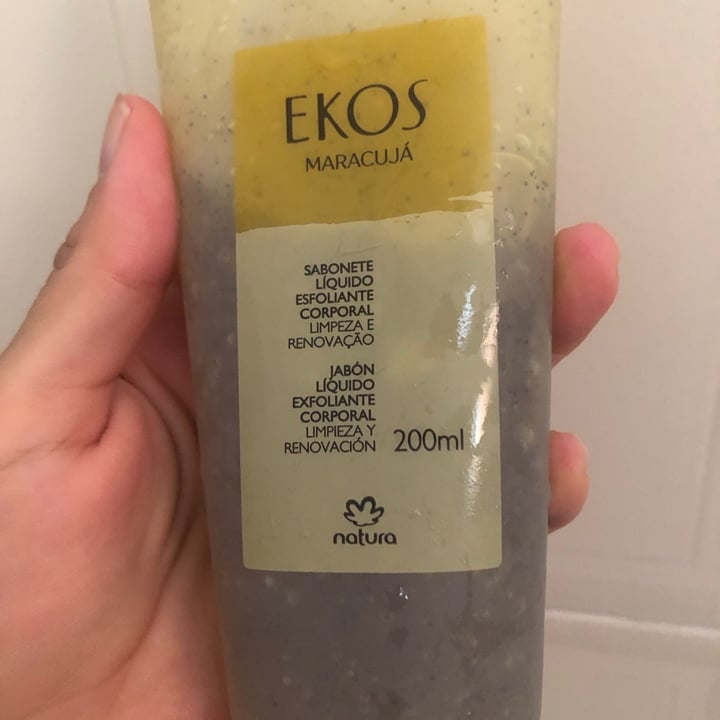 EKOS
MARACUJÁ
SABONETE
LÍQUIDO
ESFOLIANTE
CORPORAL
LIMPEZA E
RENOVAÇÃO
JABÓN
LÍQUIDO
EXFOLIANTE
CORPORAL
LIMPIEZA Y
RENOVACIÓN
200ml
natura